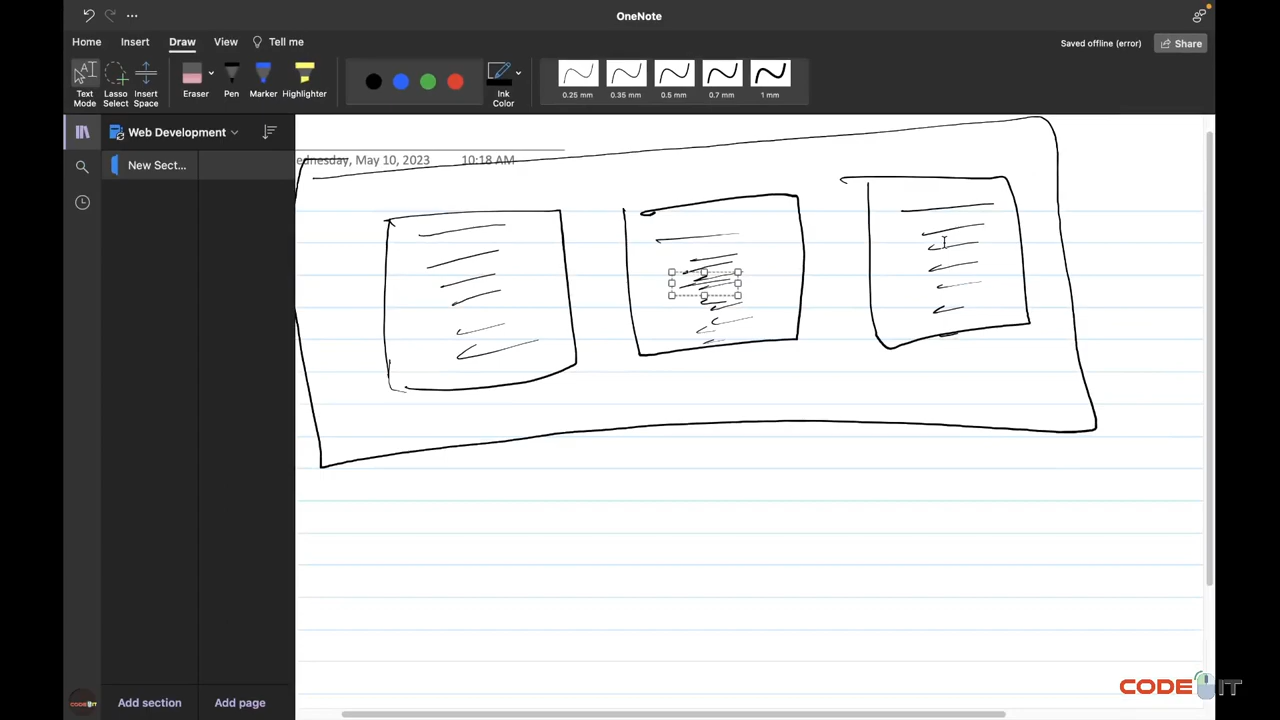 OneNote
Home Insert Draw View Tell me
Saved offline (error) Share
Text Mode
Lasso Select
Insert Space
Eraser
Pen
Marker
Highlighter
Ink Color
0.25 mm 0.35 mm 0.5 mm 0.7 mm 1 mm
Web Development
New Sect...
ednesday, May 10, 2023 10:18 AM
Add section Add page
CODE IT